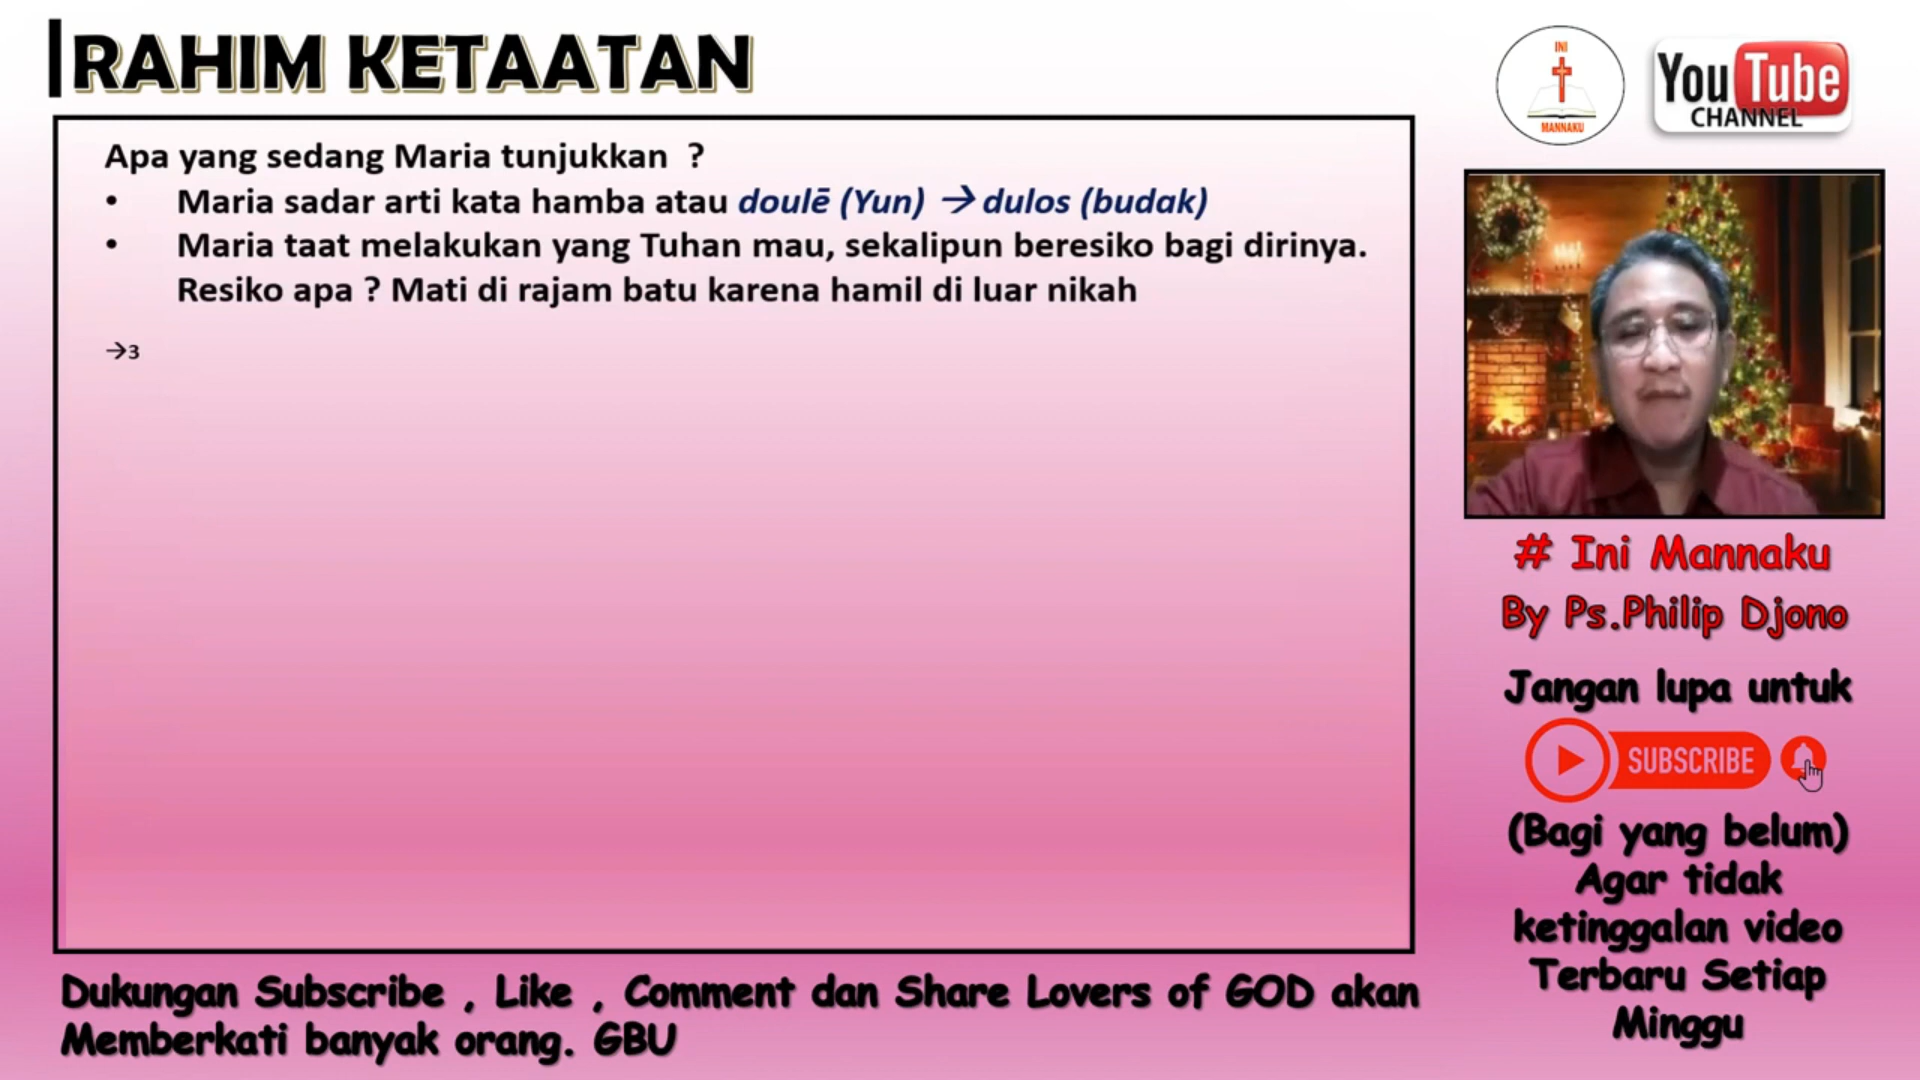 RAHIM KETAATAN
Apa yang sedang Maria tunjukkan ?
• Maria sadar arti kata hamba atau doulē (Yun) → dulos (budak)
• Maria taat melakukan yang Tuhan mau, sekalipun beresiko bagi dirinya.
Resiko apa ? Mati di rajam batu karena hamil di luar nikah
→3
Dukungan Subscribe , Like , Comment dan Share Lovers of GOD akan
Memberkati banyak orang. GBU
INI
MANNAKU
YouTube
CHANNEL
# Ini Mannaku
By Ps.Philip Djono
Jangan lupa untuk
SUBSCRIBE
(Bagi yang belum)
Agar tidak
ketinggalan video
Terbaru Setiap
Minggu